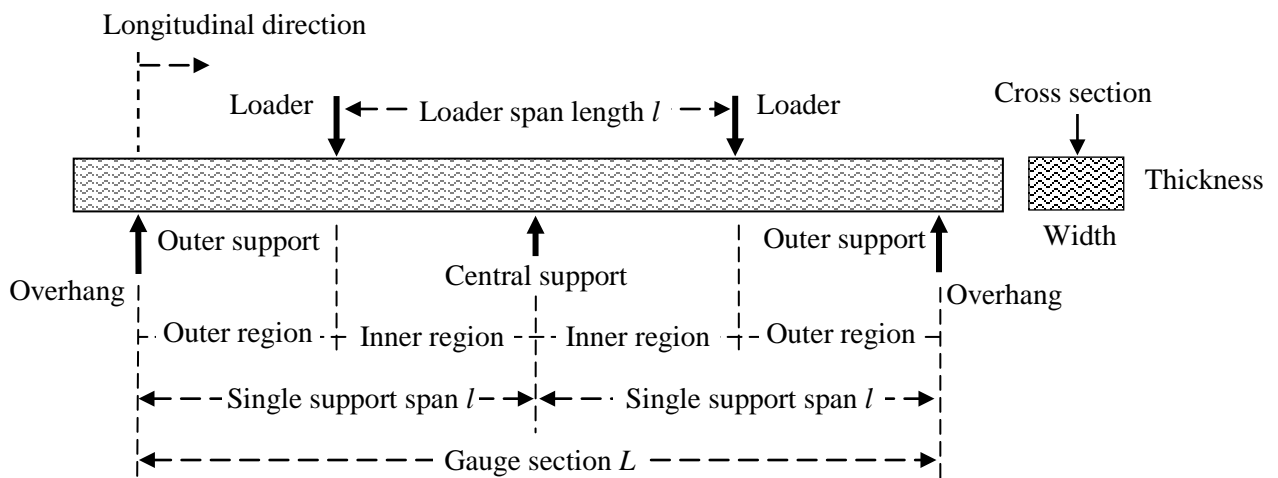 Longitudinal direction
Loader
Loader span length l
Loader
Cross section
Thickness
Outer support
Outer support
Width
Central support
Overhang
Overhang
Outer region
Inner region
Inner region
Outer region
Single support span l
Single support span l
Gauge section L